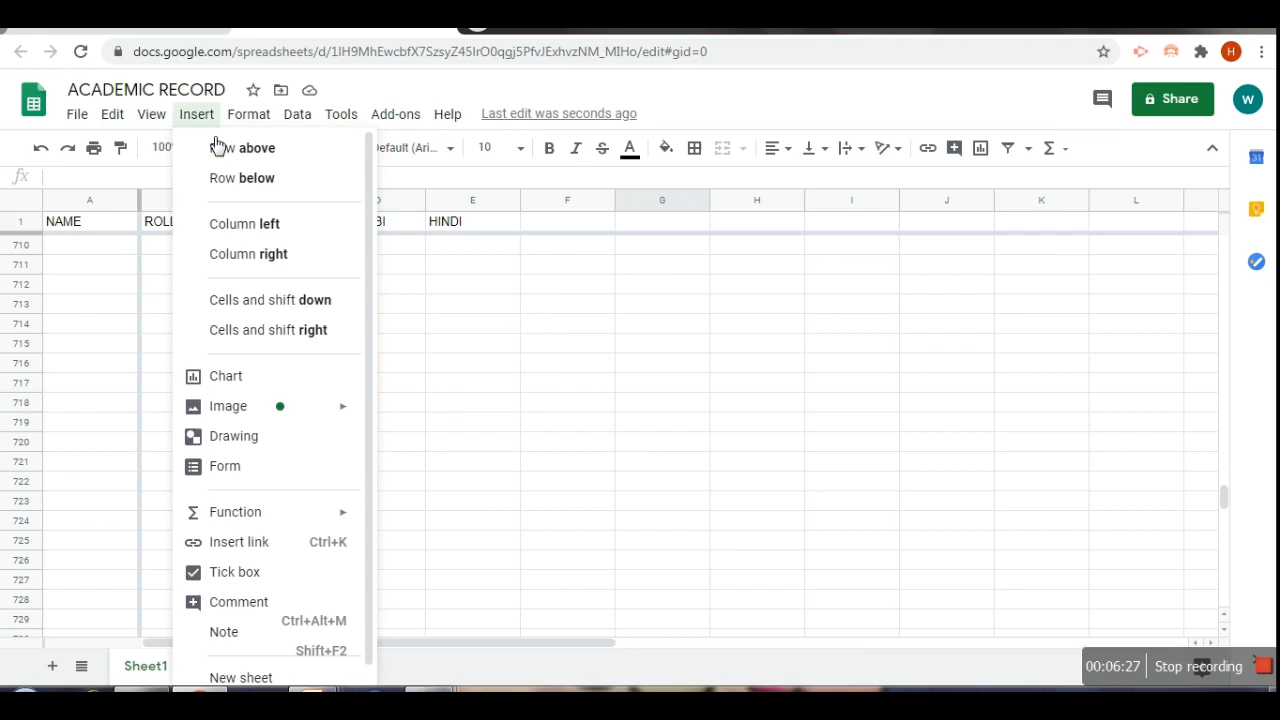 docs.google.com/spreadsheets/d/1lH9MhEwcbfX7SzsyZ45IrO0qgj5PfvJExhvzNM_MIHo/edit#gid=0
H
ACADEMIC RECORD
File Edit View Insert Format Data Tools Add-ons Help Last edit was seconds ago
Share
W
100% Default (Ari... 10 B I S A
fx
above
Row below
Column left
Column right
Cells and shift down
Cells and shift right
Chart
Image
Drawing
Form
Function
Insert link Ctrl+K
Tick box
Comment
Ctrl+Alt+M
Note
Shift+F2
New sheet
A D E F G H I J K L
1 NAME ROLL BI HINDI
710
711
712
713
714
715
716
717
718
719
720
721
722
723
724
725
726
727
728
729
Sheet1
00:06:27 Stop recording
31